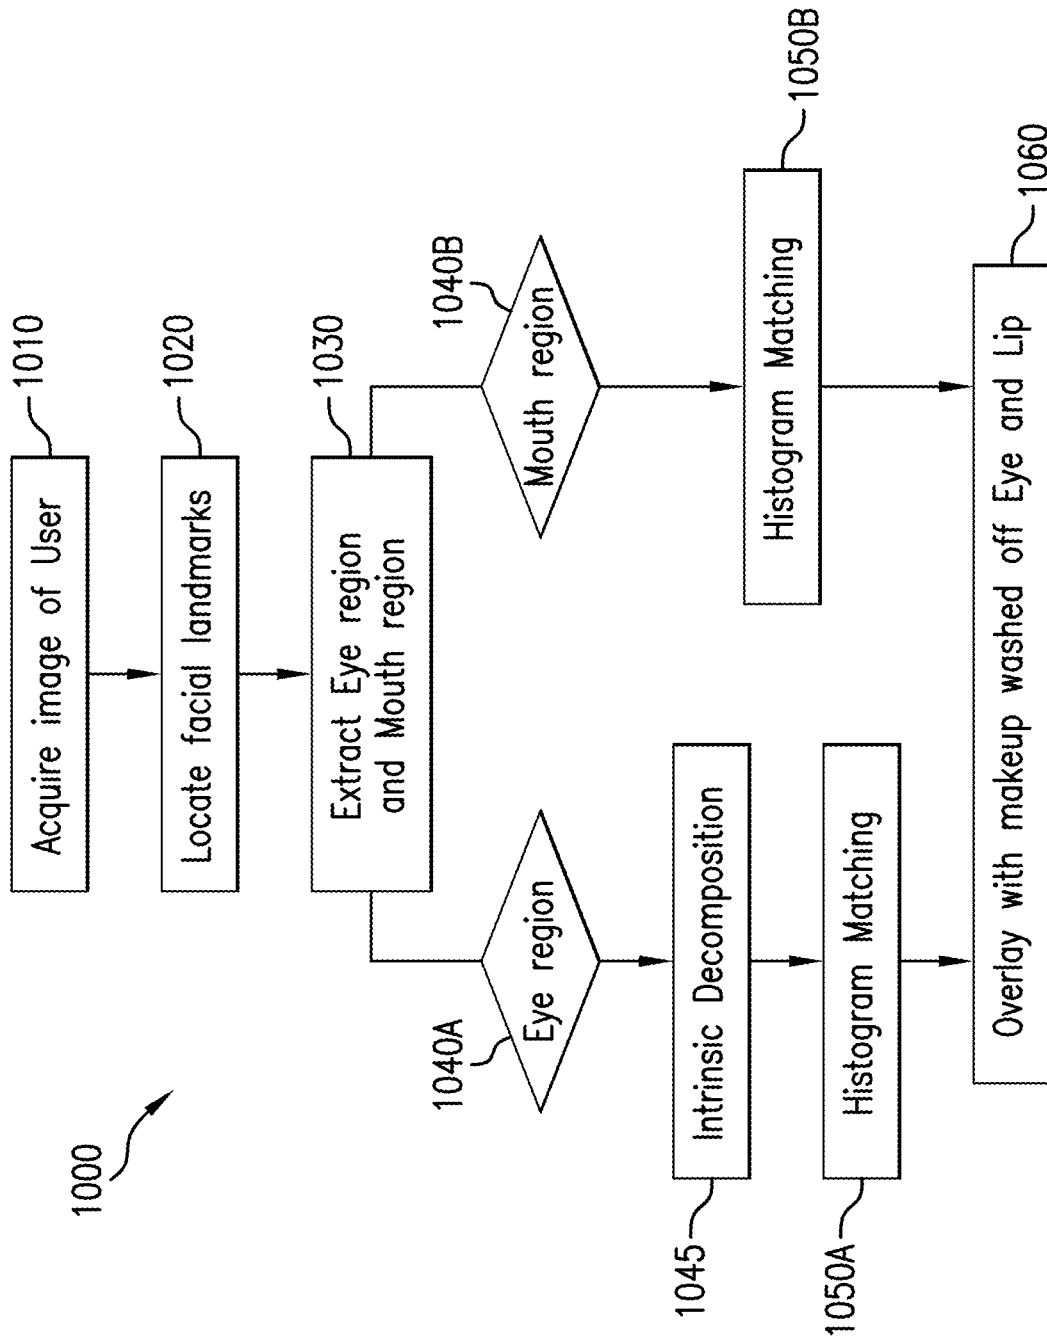 1000
Acquire image of User
1010
Locate facial landmarks
1020
Extract Eye region
and Mouth region
1030
1040A
Eye region
Mouth region
1040B
1045
Intrinsic Decomposition
Histogram Matching
1050B
1050A
Histogram Matching
Overlay with makeup washed off Eye and Lip
1060